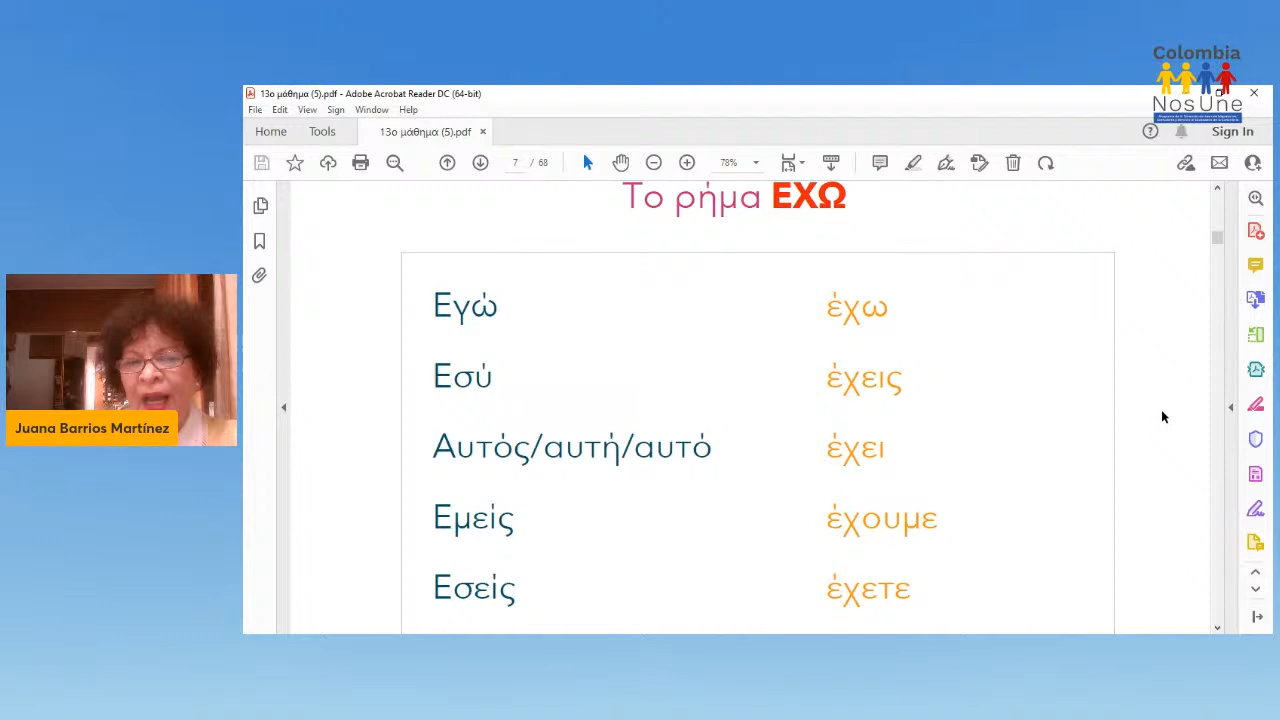 Colombia
NosUne
13ο μάθημα (5).pdf - Adobe Acrobat Reader DC (64-bit)
File Edit View Sign Window Help
Home Tools 13ο μάθημα (5).pdf × Sign In
7 / 68 78%
Το ρήμα ΕΧΩ
Εγώ έχω
Εσύ έχεις
Αυτός/αυτή/αυτό έχει
Εμείς έχουμε
Εσείς έχετε
Juana Barrios Martínez